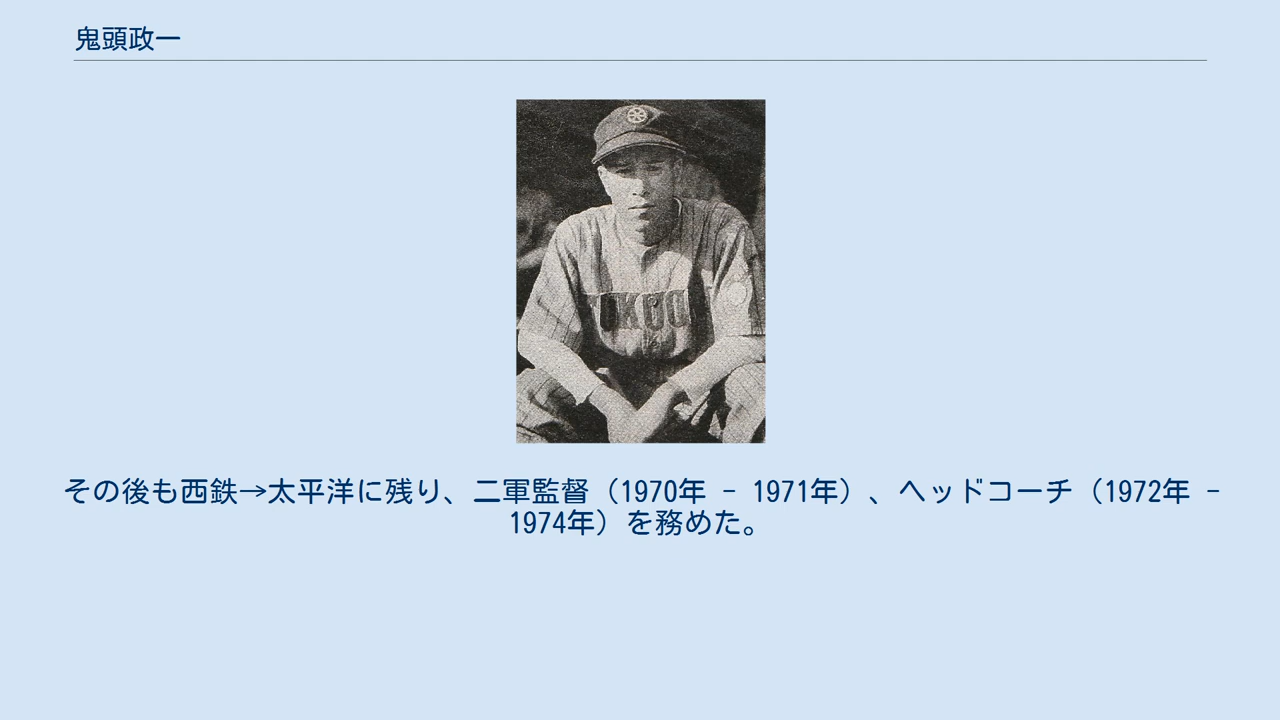 鬼頭政一
その後も西鉄→太平洋に残り、二軍監督（1970年 - 1971年）、ヘッドコーチ（1972年 -
1974年）を務めた。